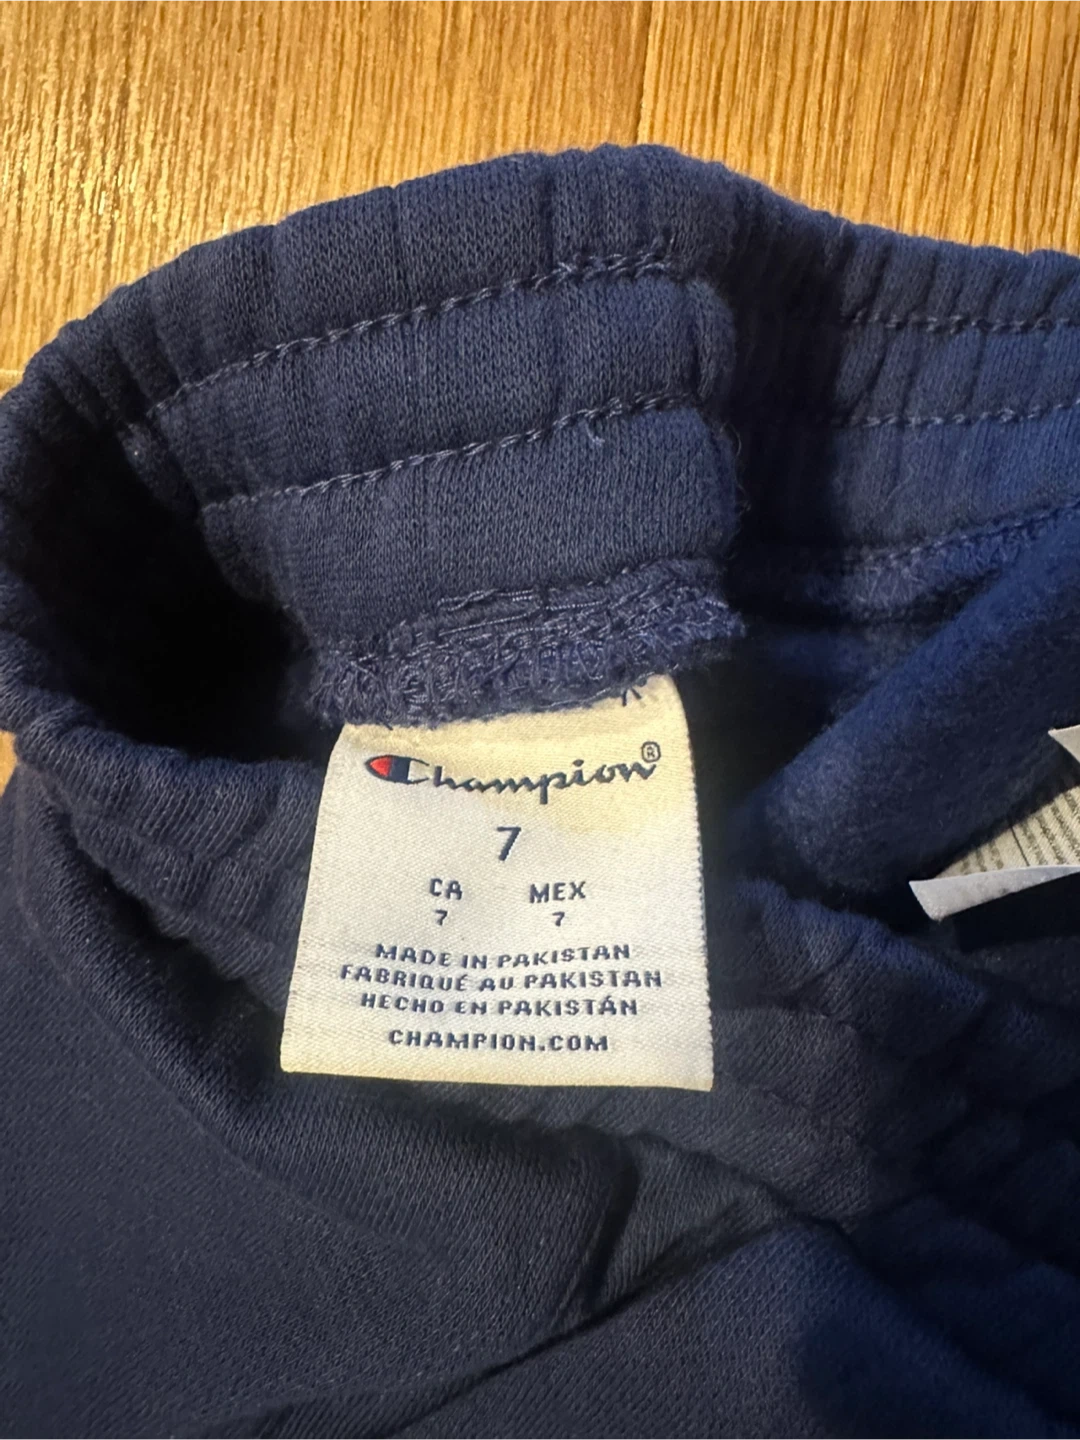 Champion®
7
CA MEX
7 7
MADE IN PAKISTAN
FABRIQUÉ AU PAKISTAN
HECHO EN PAKISTÁN
CHAMPION.COM